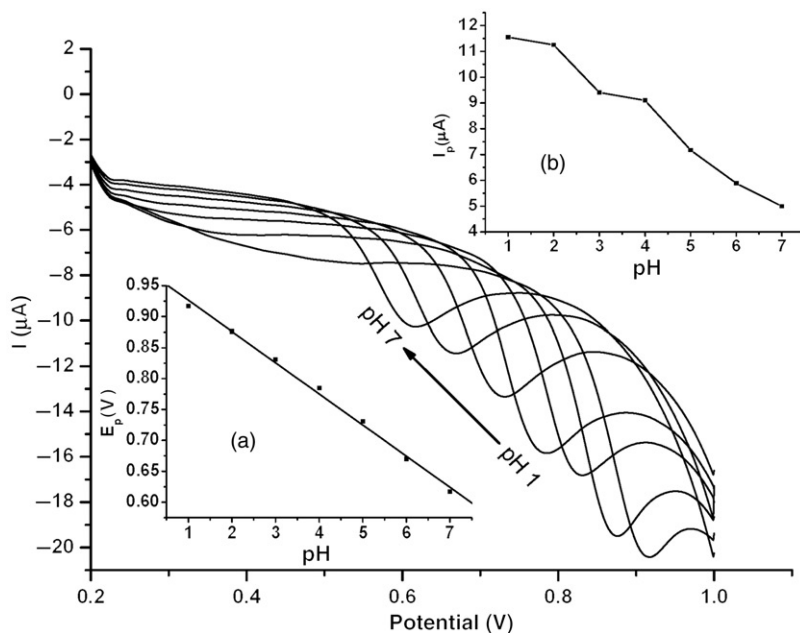 2
0
−2
−4
−6
−8
−10
−12
−14
−16
−18
−20
I (μA)
0.2
0.4
0.6
0.8
1.0
Potential (V)
pH 7
pH 1
0.95
0.90
0.85
0.80
0.75
0.70
0.65
0.60
Ep(V)
(a)
1 2 3 4 5 6 7
pH
12
11
10
9
8
7
6
5
4
Ip(μA)
(b)
1 2 3 4 5 6 7
pH